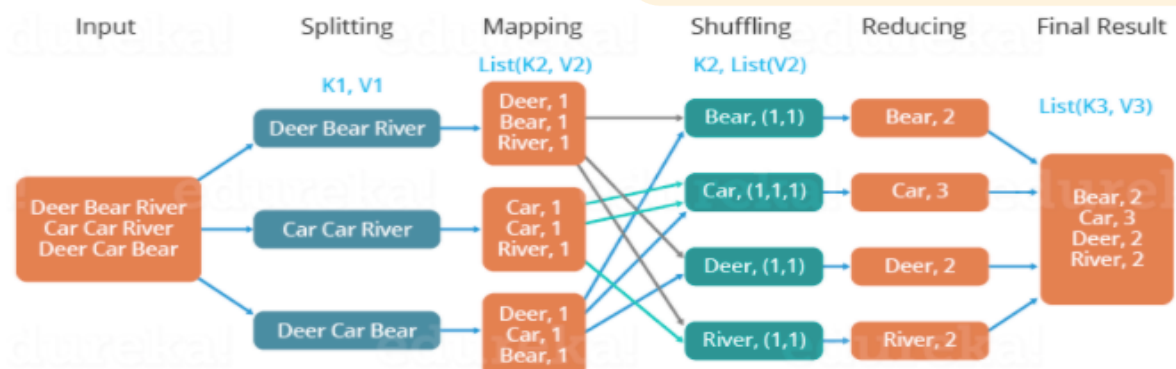 Input
Splitting
Mapping
Shuffling
Reducing
Final Result
K1, V1
List(K2, V2)
K2, List(V2)
List(K3, V3)
Deer Bear River
Car Car River
Deer Car Bear
Deer Bear River
Car Car River
Deer Car Bear
Deer, 1
Bear, 1
River, 1
Car, 1
Car, 1
River, 1
Deer, 1
Car, 1
Bear, 1
Bear, (1,1)
Car, (1,1,1)
Deer, (1,1)
River, (1,1)
Bear, 2
Car, 3
Deer, 2
River, 2
Bear, 2
Car, 3
Deer, 2
River, 2
edureka!